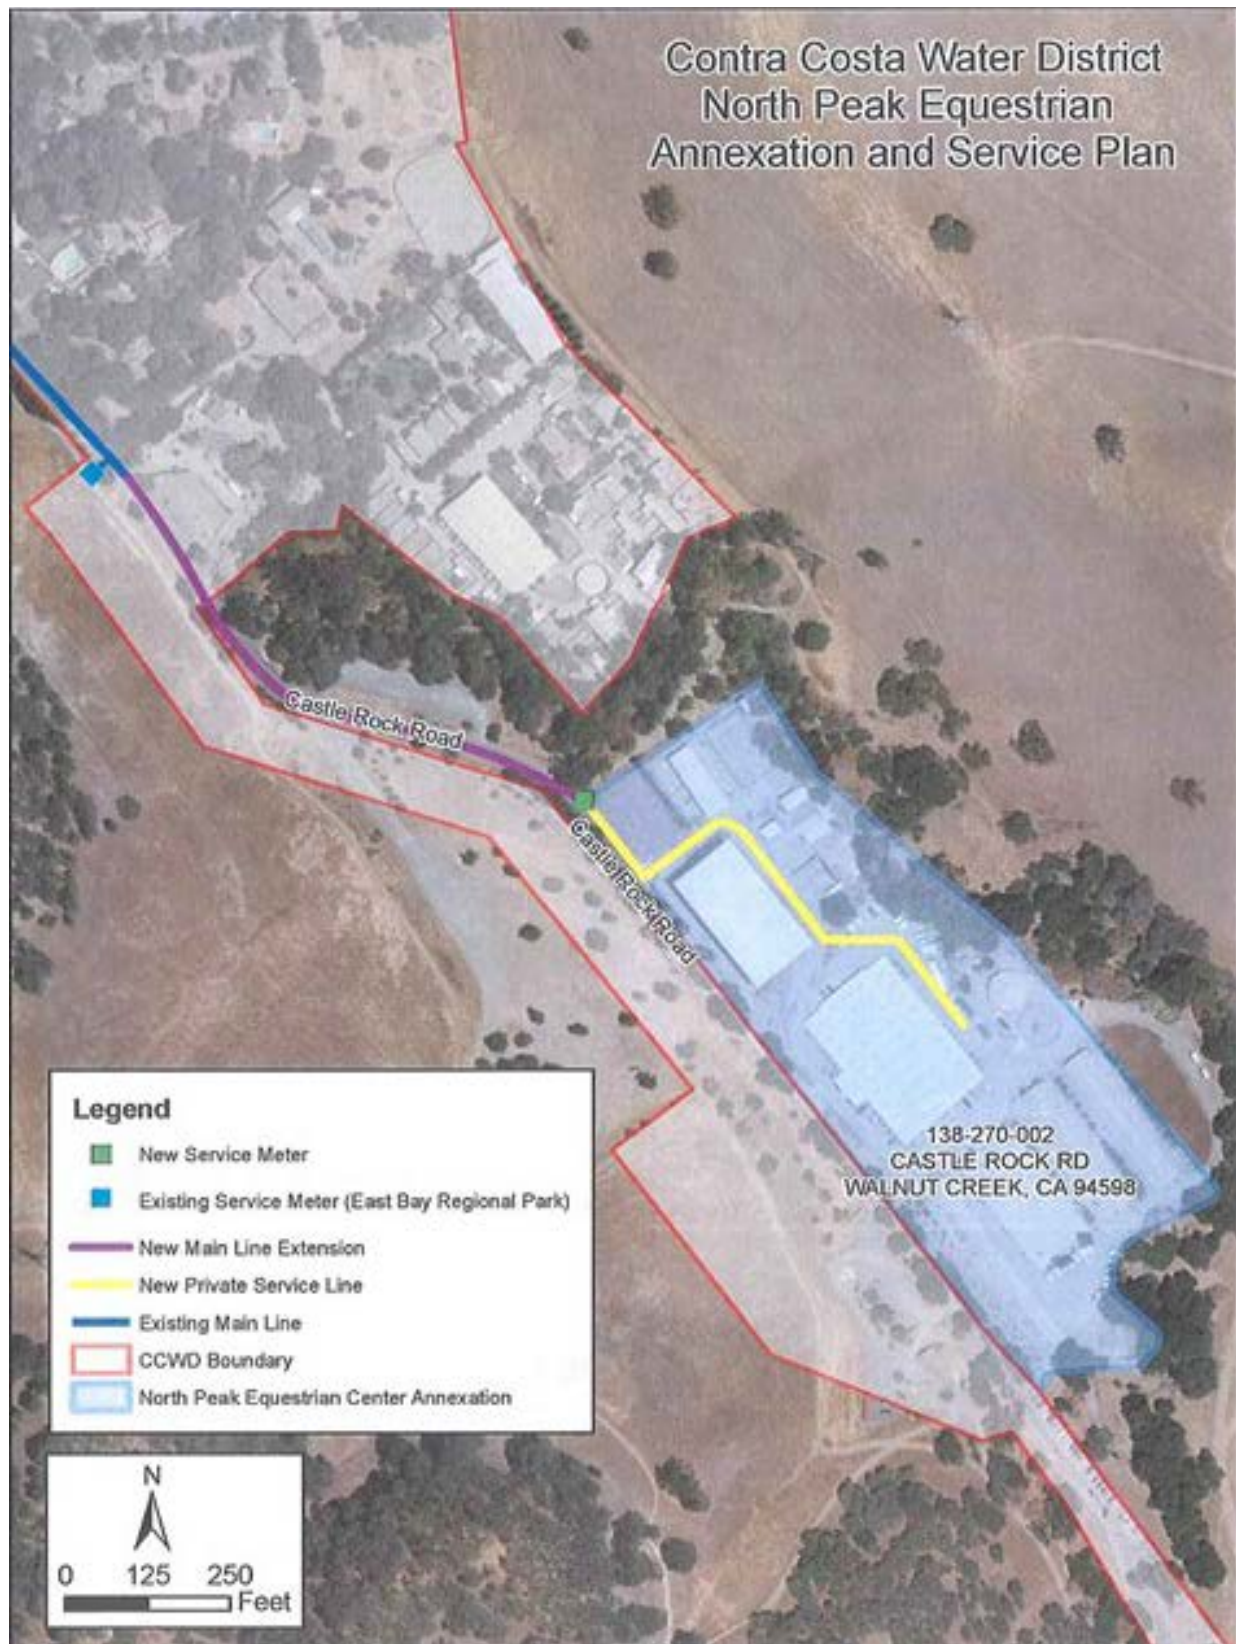 Contra Costa Water District
North Peak Equestrian
Annexation and Service Plan
Castle Rock Road
Castle Rock Road
138-270-002
CASTLE ROCK RD
WALNUT CREEK, CA 94598
Legend
New Service Meter
Existing Service Meter (East Bay Regional Park)
New Main Line Extension
New Private Service Line
Existing Main Line
CCWD Boundary
North Peak Equestrian Center Annexation
N
0 125 250
Feet